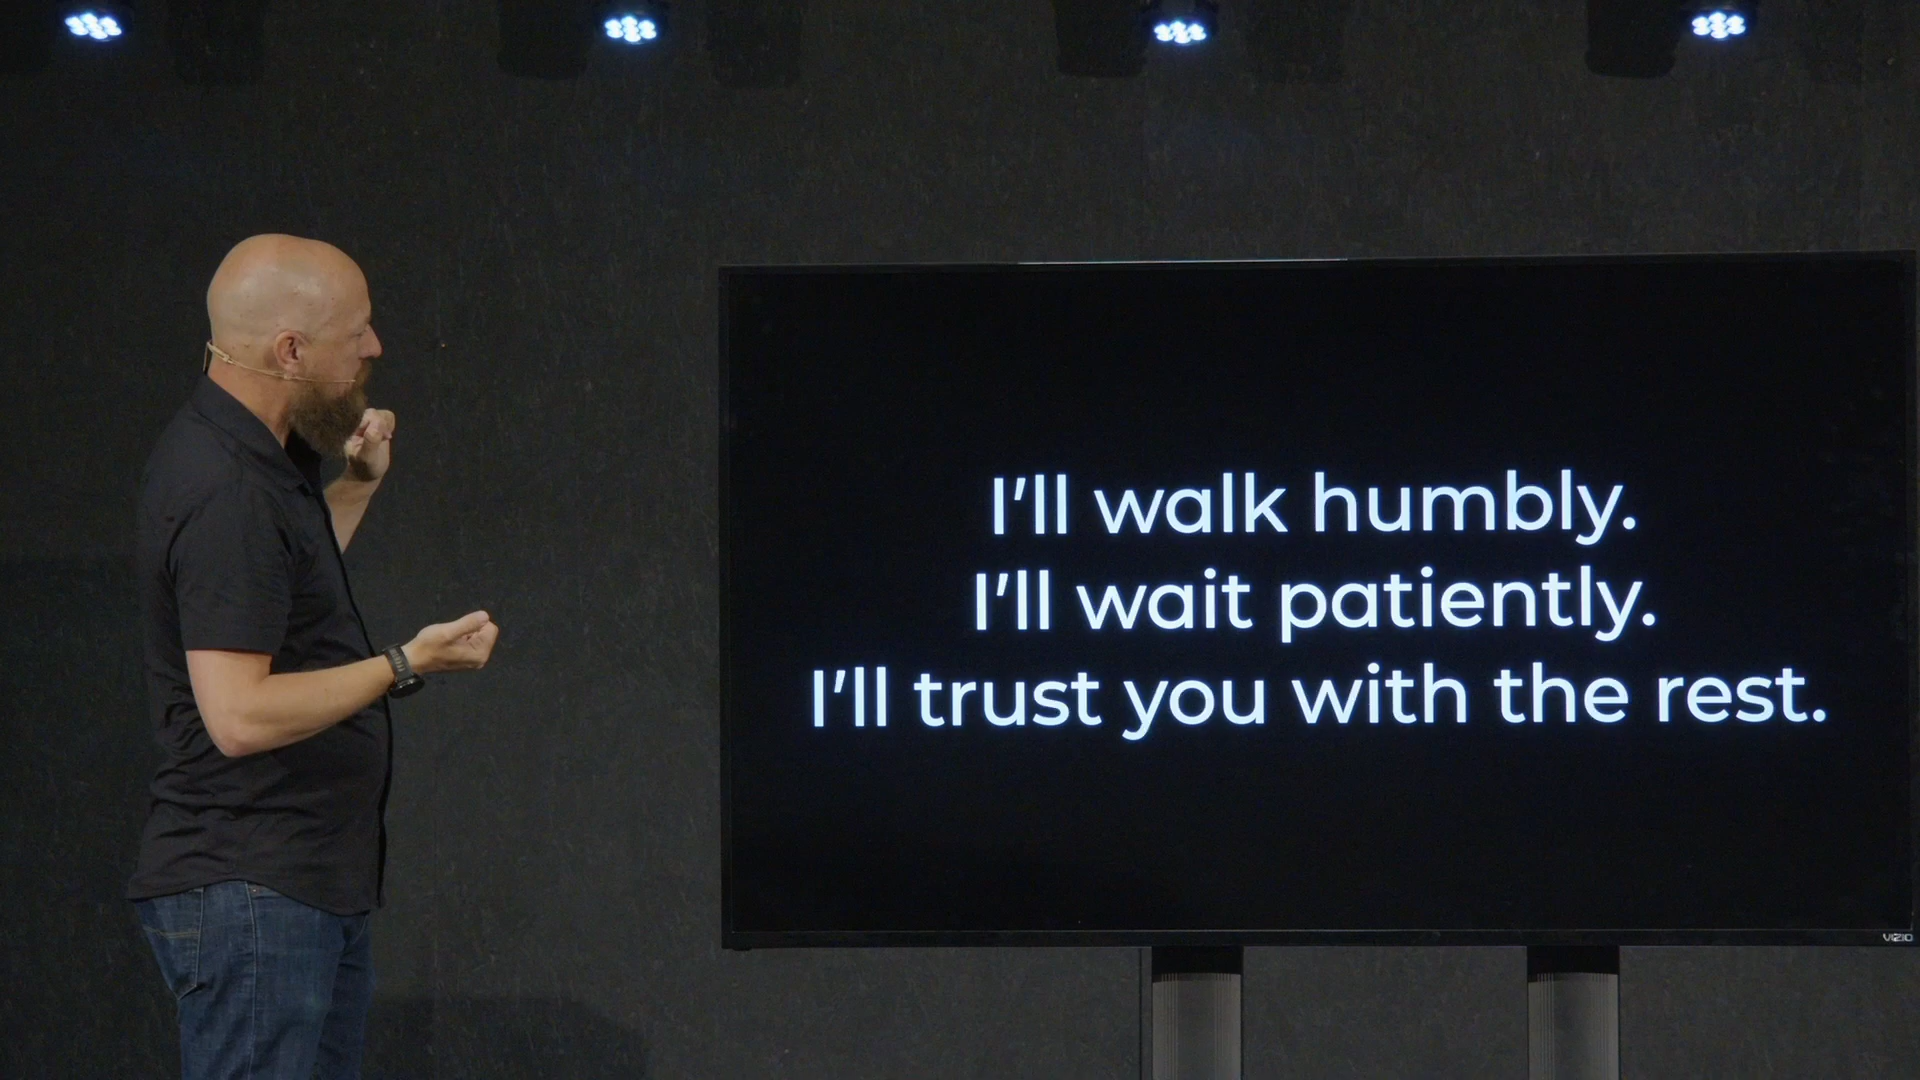 I'll walk humbly.
I'll wait patiently.
I'll trust you with the rest.
VIZIO